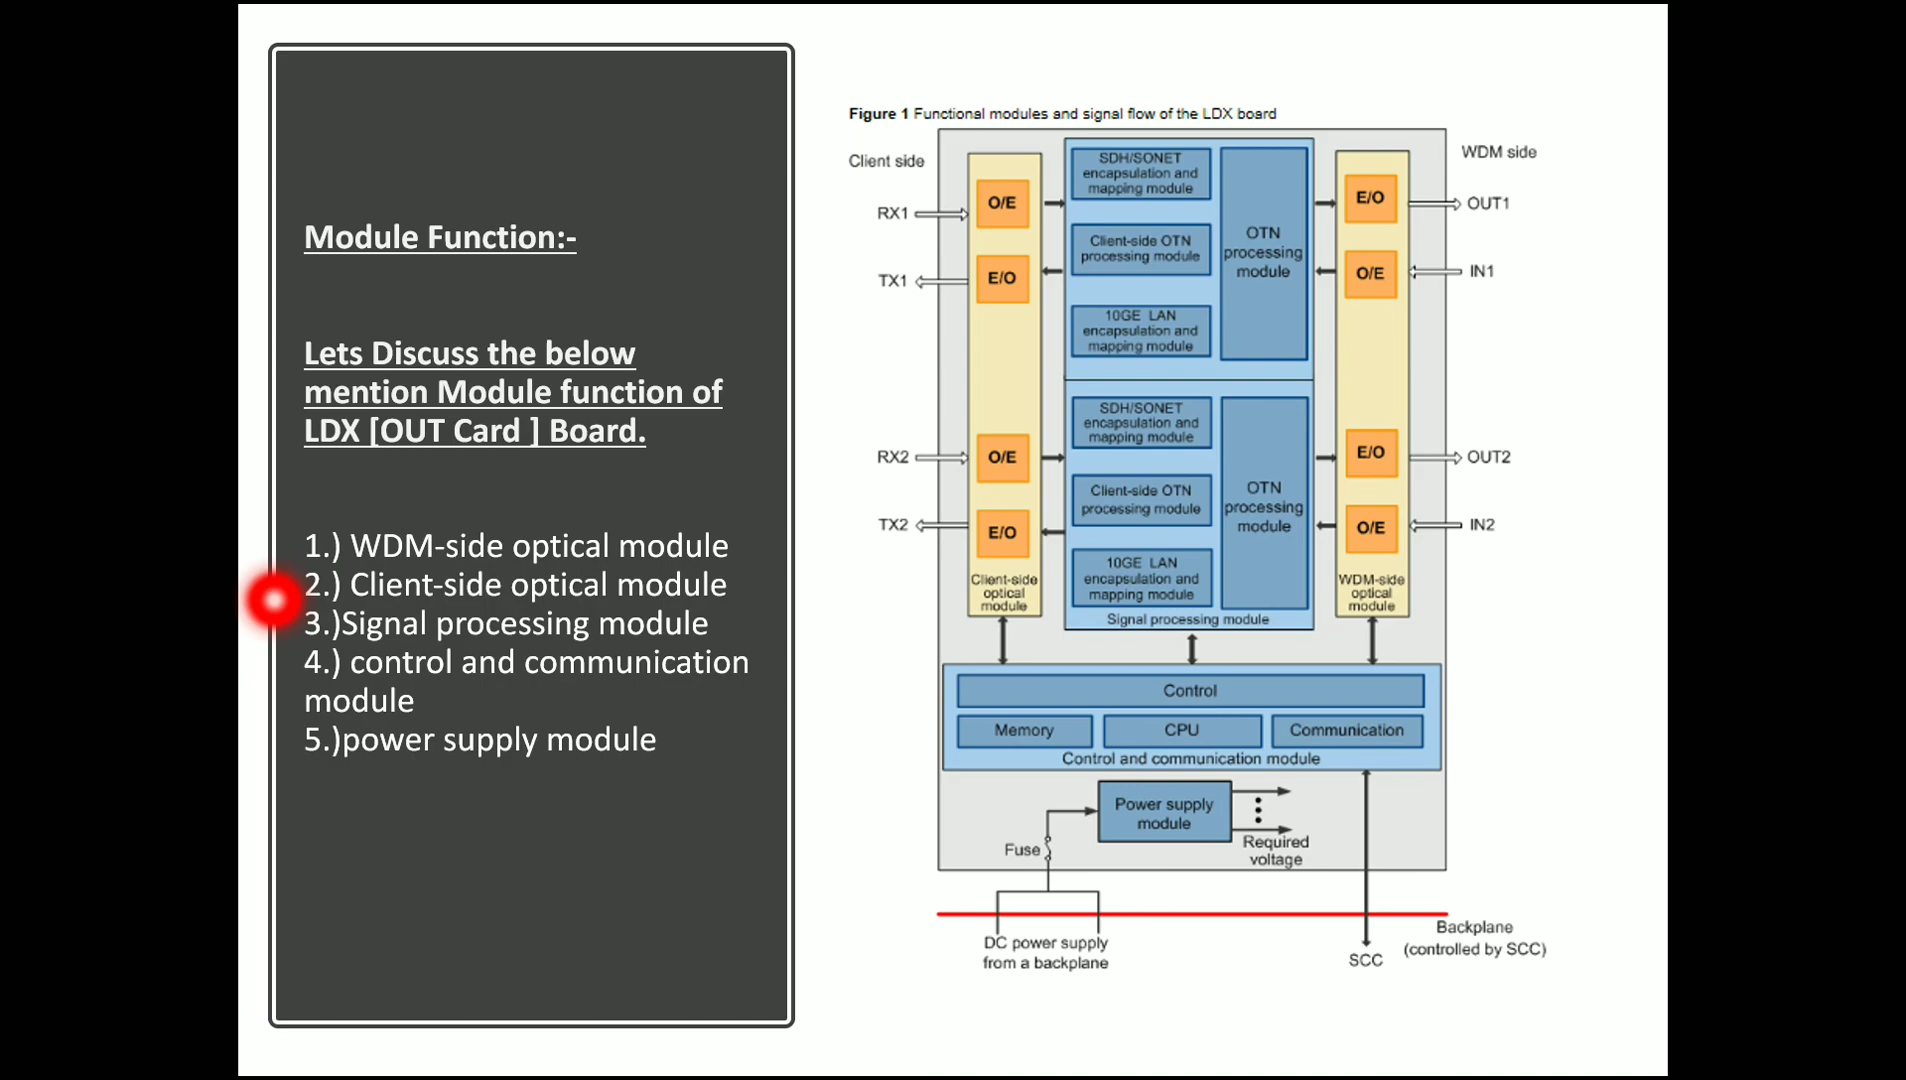 Module Function:-
Lets Discuss the below
mention Module function of
LDX [OUT Card ] Board.
1.) WDM-side optical module
2.) Client-side optical module
3.)Signal processing module
4.) control and communication
module
5.)power supply module
Figure 1 Functional modules and signal flow of the LDX board
Client side
WDM side
RX1
O/E
SDH/SONET
encapsulation and
mapping module
OTN
processing
module
E/O
OUT1
TX1
E/O
Client-side OTN
processing module
O/E
IN1
10GE LAN
encapsulation and
mapping module
RX2
O/E
SDH/SONET
encapsulation and
mapping module
OTN
processing
module
E/O
OUT2
TX2
E/O
Client-side OTN
processing module
O/E
IN2
10GE LAN
encapsulation and
mapping module
Client-side
optical
module
Signal processing module
WDM-side
optical
module
Control
Memory
CPU
Communication
Control and communication module
Power supply
module
Fuse
Required
voltage
DC power supply
from a backplane
SCC
Backplane
(controlled by SCC)